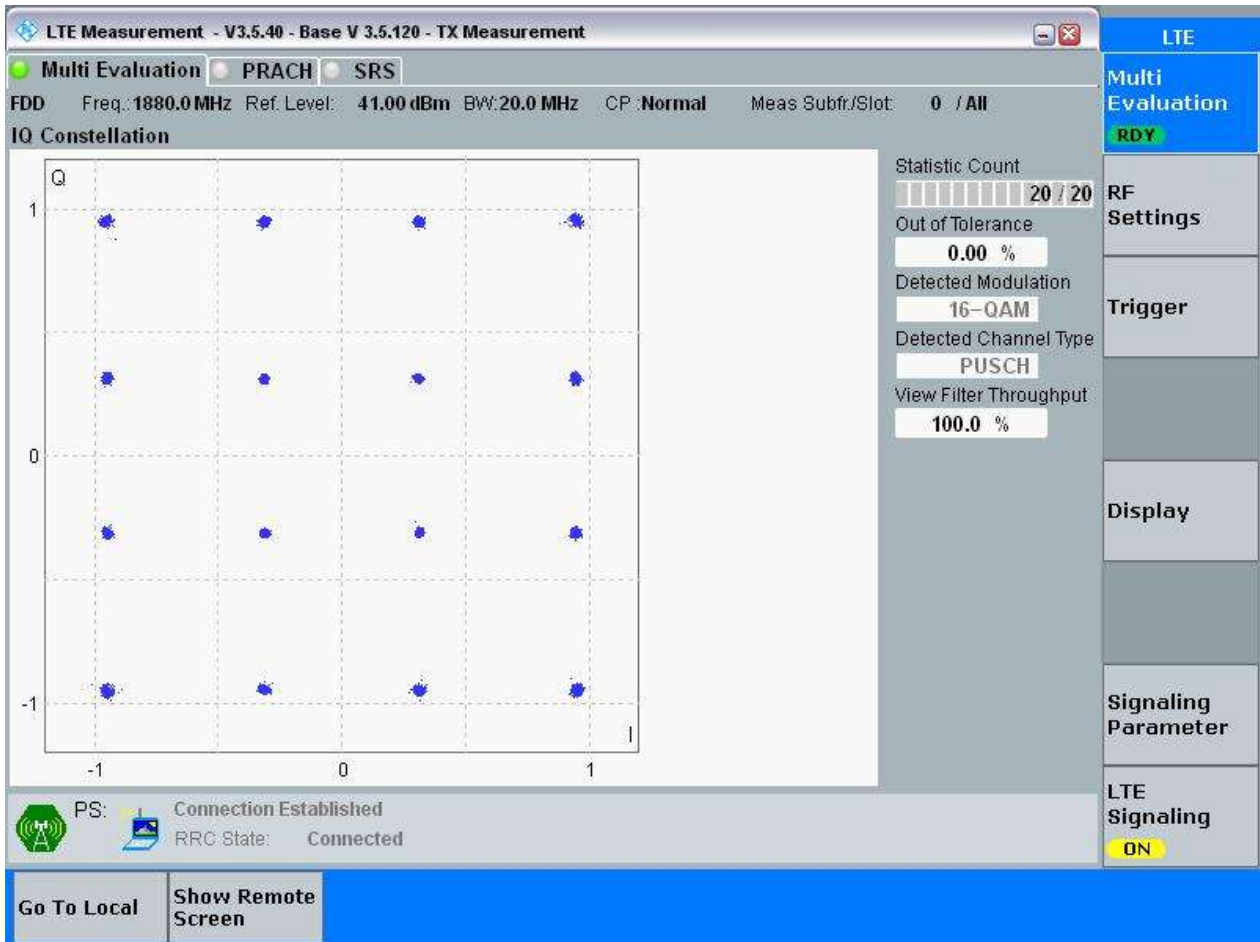 LTE Measurement - V3.5.40 - Base V 3.5.120 - TX Measurement
LTE
Multi Evaluation PRACH SRS
FDD Freq.: 1880.0 MHz Ref. Level: 41.00 dBm BW: 20.0 MHz CP : Normal Meas Subfr./Slot: 0 / All
IQ Constellation
Q
1
0
-1
I
-1 0 1
Statistic Count
20 / 20
Out of Tolerance
0.00 %
Detected Modulation
16-QAM
Detected Channel Type
PUSCH
View Filter Throughput
100.0 %
Multi
Evaluation
RDY
RF
Settings
Trigger
Display
Signaling
Parameter
LTE
Signaling
ON
PS: Connection Established
RRC State: Connected
Go To Local
Show Remote
Screen